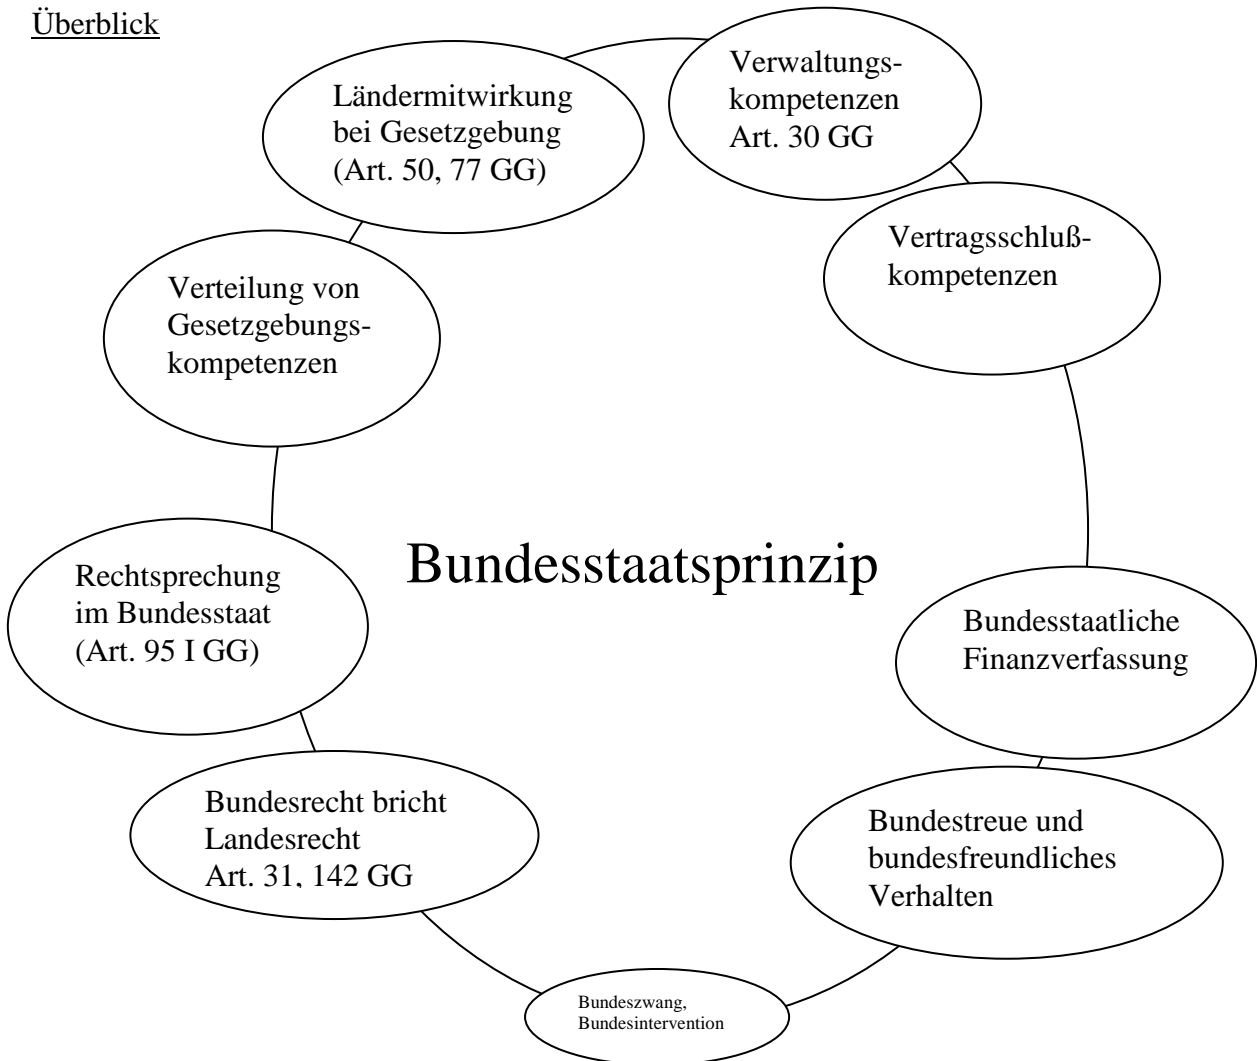 Überblick
Ländermitwirkung
bei Gesetzgebung
(Art. 50, 77 GG)
Verwaltungs-
kompetenzen
Art. 30 GG
Vertragsschluß-
kompetenzen
Verteilung von
Gesetzgebungs-
kompetenzen
Bundesstaatsprinzip
Rechtsprechung
im Bundesstaat
(Art. 95 I GG)
Bundesstaatliche
Finanzverfassung
Bundesrecht bricht
Landesrecht
Art. 31, 142 GG
Bundestreue und
bundesfreundliches
Verhalten
Bundeszwang,
Bundesintervention